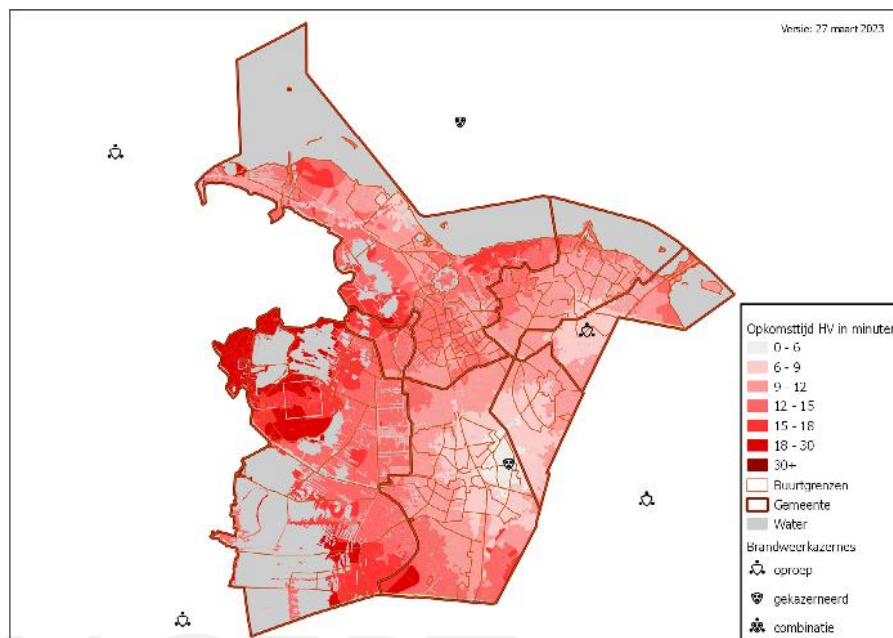 Versie: 27 maart 2023
Opkomsttijd HV in minuten
0 - 6
6 - 9
9 - 12
12 - 15
15 - 18
18 - 30
30+
Buurtgrenzen
Gemeente
Water
Brandweerkazernes
oproep
gekazerneerd
combinatie